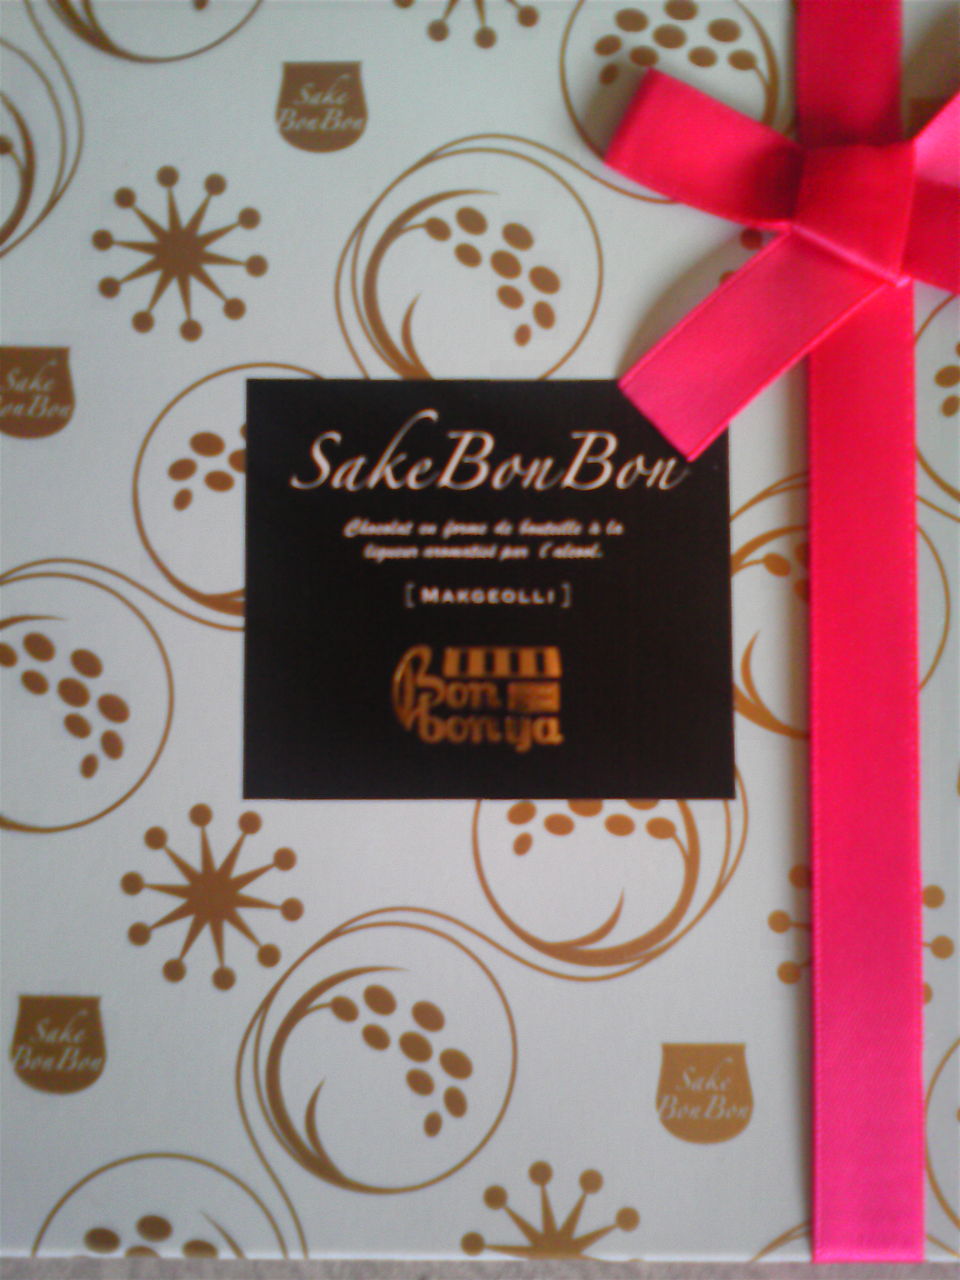 Sake
BonBon
Sake
BonBon
SakeBonBon
Chocolat en forme de bouteille à la
liqueur aromatisé par l'alcool.
[MAKGEOLLI]
Bon
bonya
Sake
BonBon
Sake
BonBon